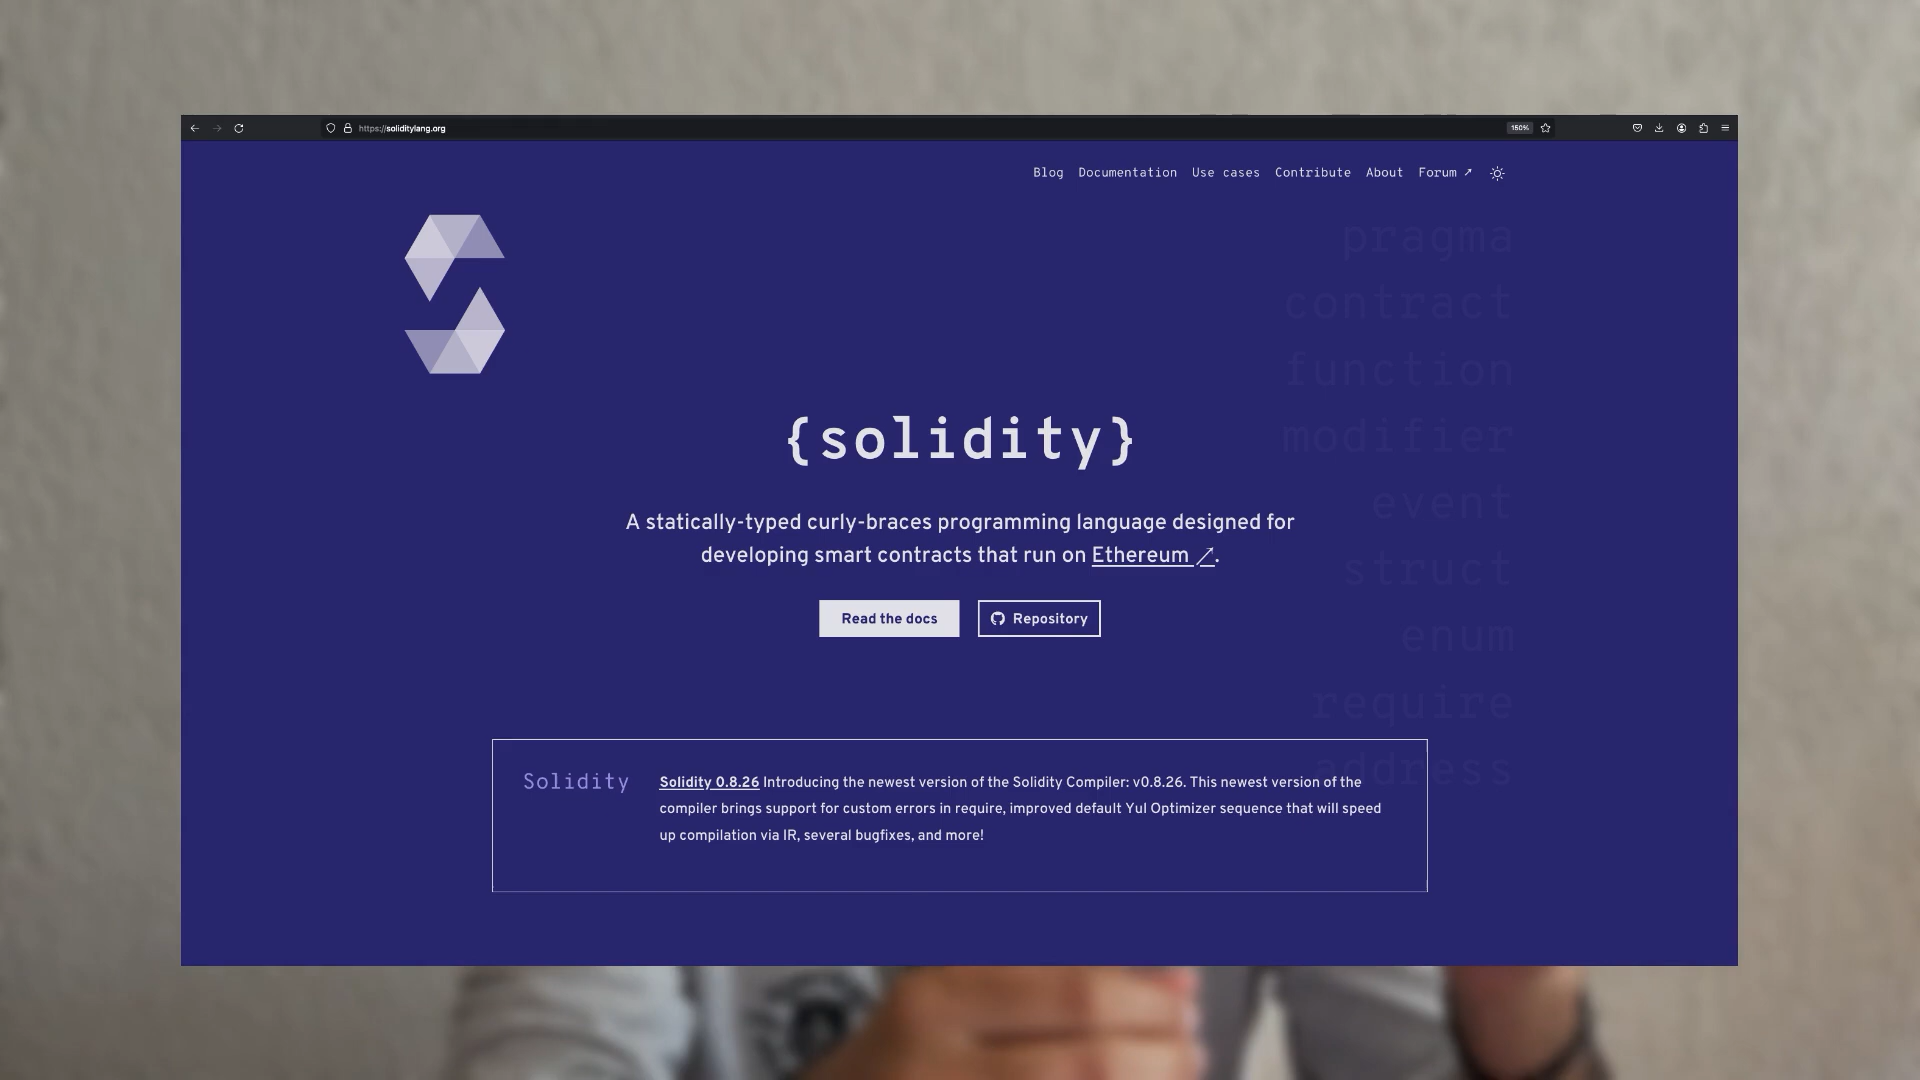 https://soliditylang.org
150%
Blog Documentation Use cases Contribute About Forum ↗
pragma
contract
function
modifier
event
struct
enum
require
address
{solidity}
A statically-typed curly-braces programming language designed for
developing smart contracts that run on Ethereum ↗.
Read the docs
Repository
Solidity
Solidity 0.8.26 Introducing the newest version of the Solidity Compiler: v0.8.26. This newest version of the
compiler brings support for custom errors in require, improved default Yul Optimizer sequence that will speed
up compilation via IR, several bugfixes, and more!